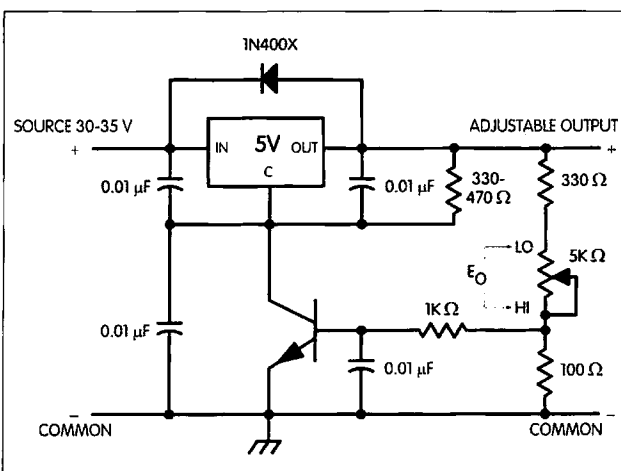 1N400X
SOURCE 30-35 V
ADJUSTABLE OUTPUT
+
IN
5V
OUT
+
C
0.01 µF
0.01 µF
330-
470 Ω
330 Ω
LO
5K Ω
E_O
HI
1K Ω
0.01 µF
0.01 µF
100 Ω
−
−
COMMON
COMMON